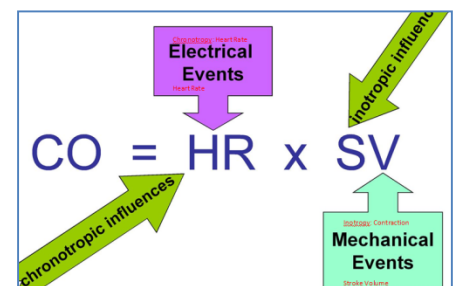 Chronotropy: Heart Rate
Electrical
Events
Heart Rate
inotropic influenc
CO = HR x SV
chronotropic influences
Inotropy: Contraction
Mechanical
Events
Stroke Volume